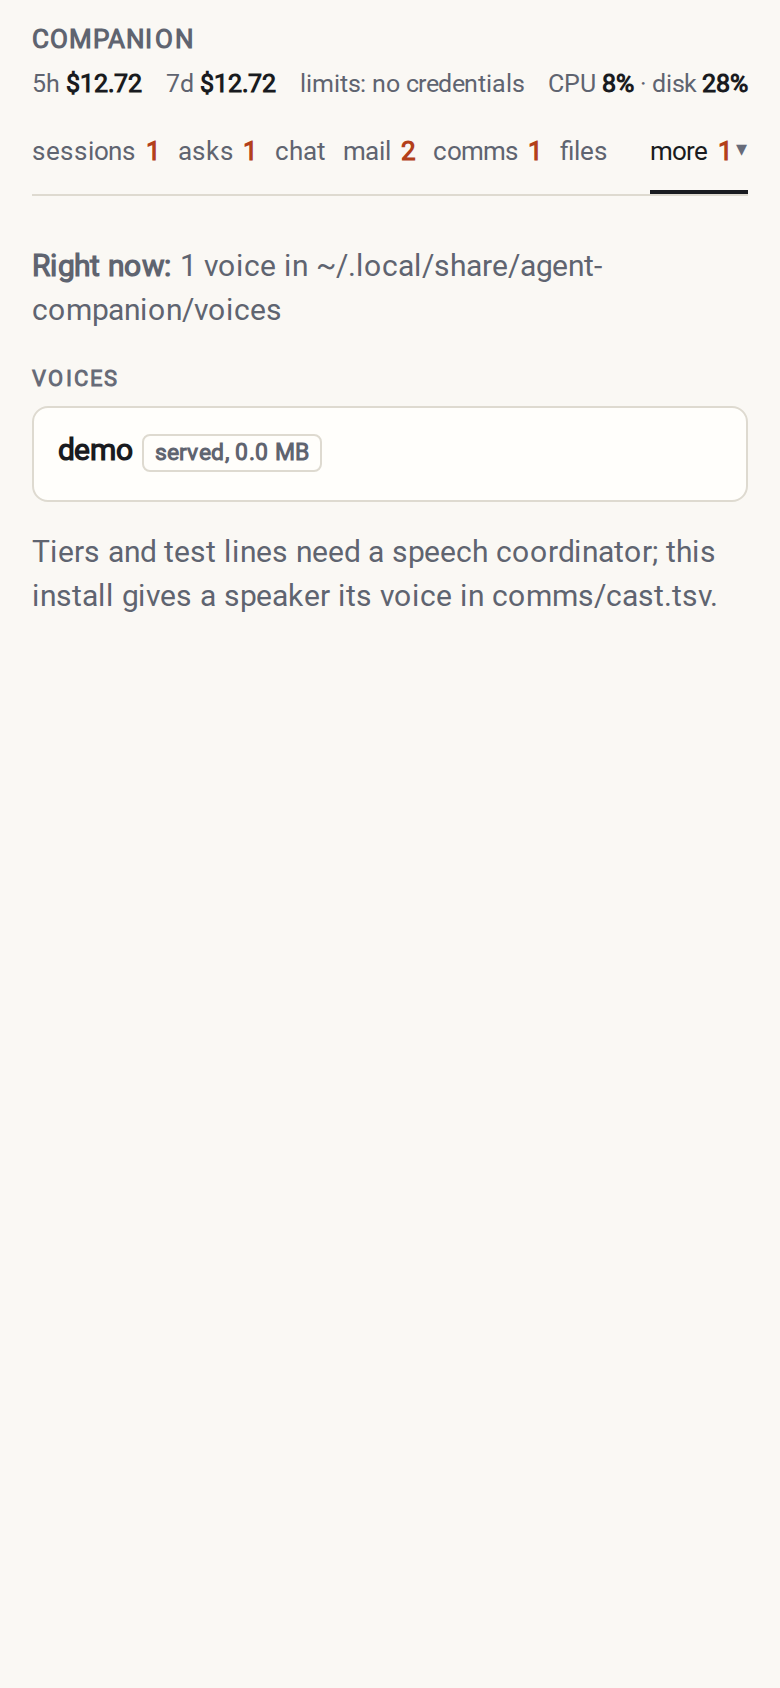 COMPANION
5h $12.72 7d $12.72 limits: no credentials CPU 8% · disk 28%
sessions 1 asks 1 chat mail 2 comms 1 files more 1 ▾
Right now: 1 voice in ~/.local/share/agent-
companion/voices
VOICES
demo served, 0.0 MB
Tiers and test lines need a speech coordinator; this
install gives a speaker its voice in comms/cast.tsv.